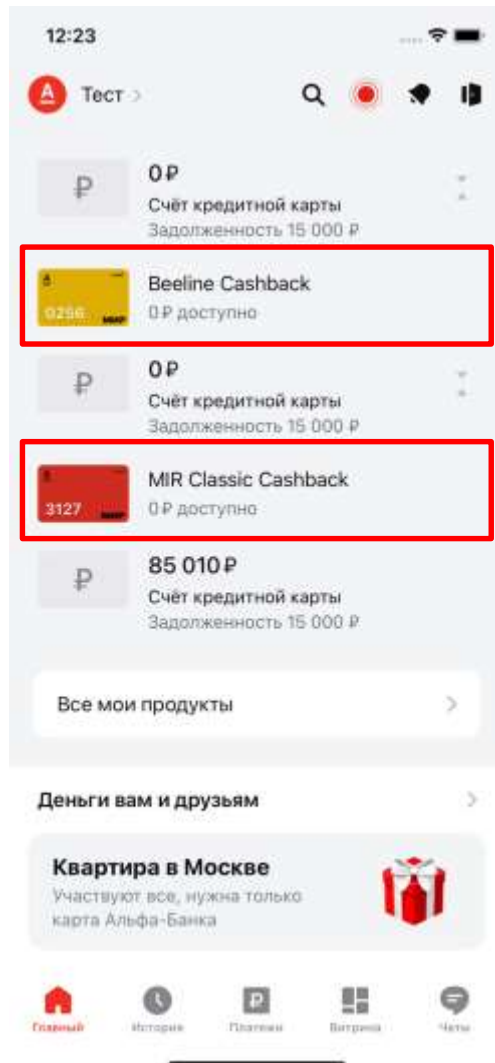 12:23
Тест
0 ₽
Счёт кредитной карты
Задолженность 15 000 ₽
Beeline Cashback
0256 МИР
0 ₽ доступно
0 ₽
Счёт кредитной карты
Задолженность 15 000 ₽
MIR Classic Cashback
3127
0 ₽ доступно
85 010 ₽
Счёт кредитной карты
Задолженность 15 000 ₽
Все мои продукты
Деньги вам и друзьям
Квартира в Москве
Участвуют все, нужна только
карта Альфа-Банка
Главный История Платежи Витрина Чаты